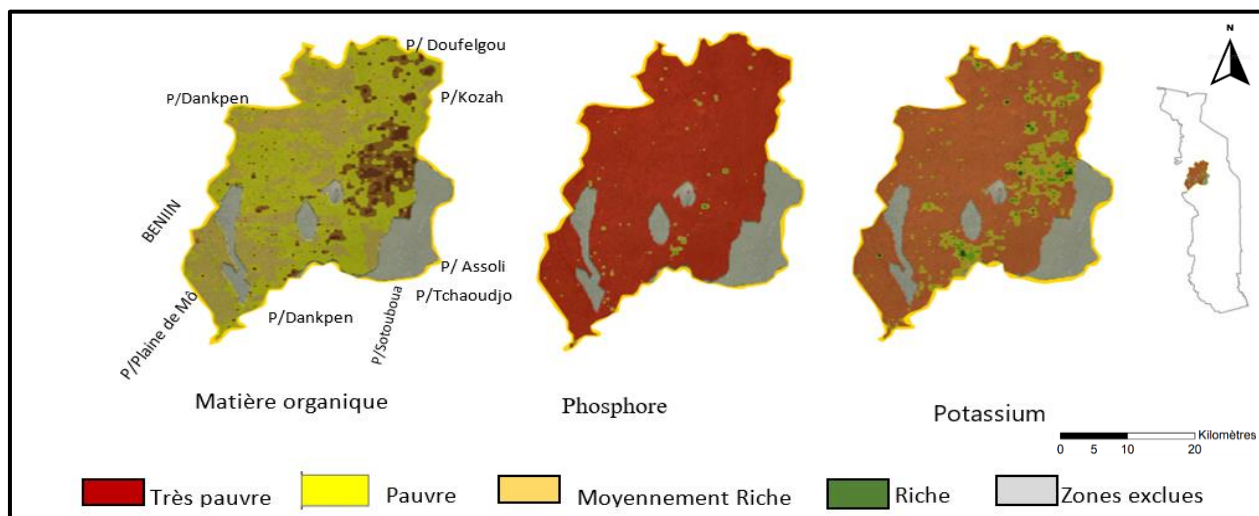 N
P/ Doufelgou
P/Dankpen
P/Kozah
BENIIN
P/ Assoli
P/Tchaoudjo
P/Plaine de Mô
P/Dankpen
P/Sotouboua
Matière organique
Phosphore
Potassium
Kilomètres
0 5 10 20
Très pauvre
Pauvre
Moyennement Riche
Riche
Zones exclues